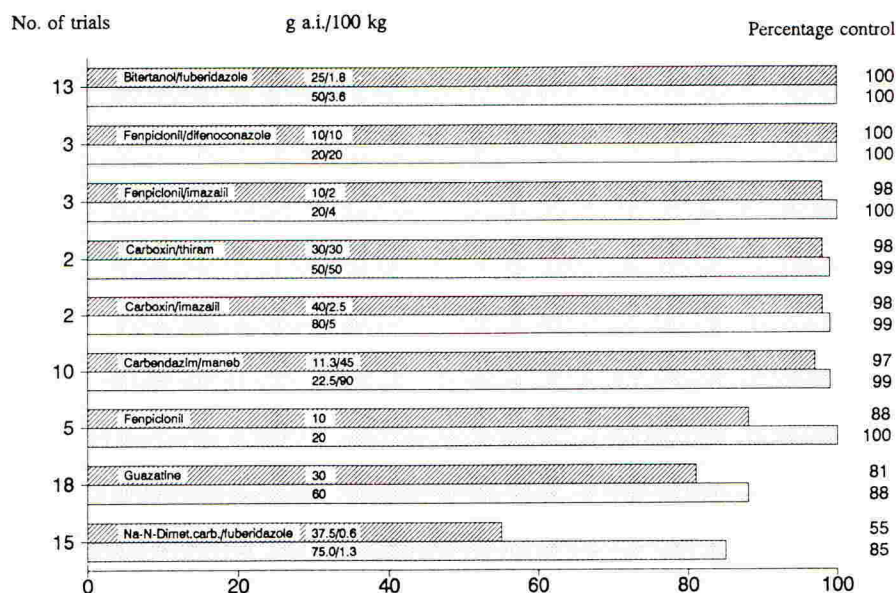 No. of trials g a.i./100 kg Percentage control
Bitertanol/fuberidazole 25/1.8 100
13
50/3.6 100
Fenpiclonil/difenoconazole 10/10 100
3
20/20 100
Fenpiclonil/imazalil 10/2 98
3
20/4 100
Carboxin/thiram 30/30 98
2
50/50 99
Carboxin/imazalil 40/2.5 98
2
80/5 99
Carbendazim/maneb 11.3/45 97
10
22.5/90 99
Fenpiclonil 10 88
5
20 100
Guazatine 30 81
18
60 88
Na-N-Dimet.carb./fuberidazole 37.5/0.6 55
15
75.0/1.3 85
0 20 40 60 80 100